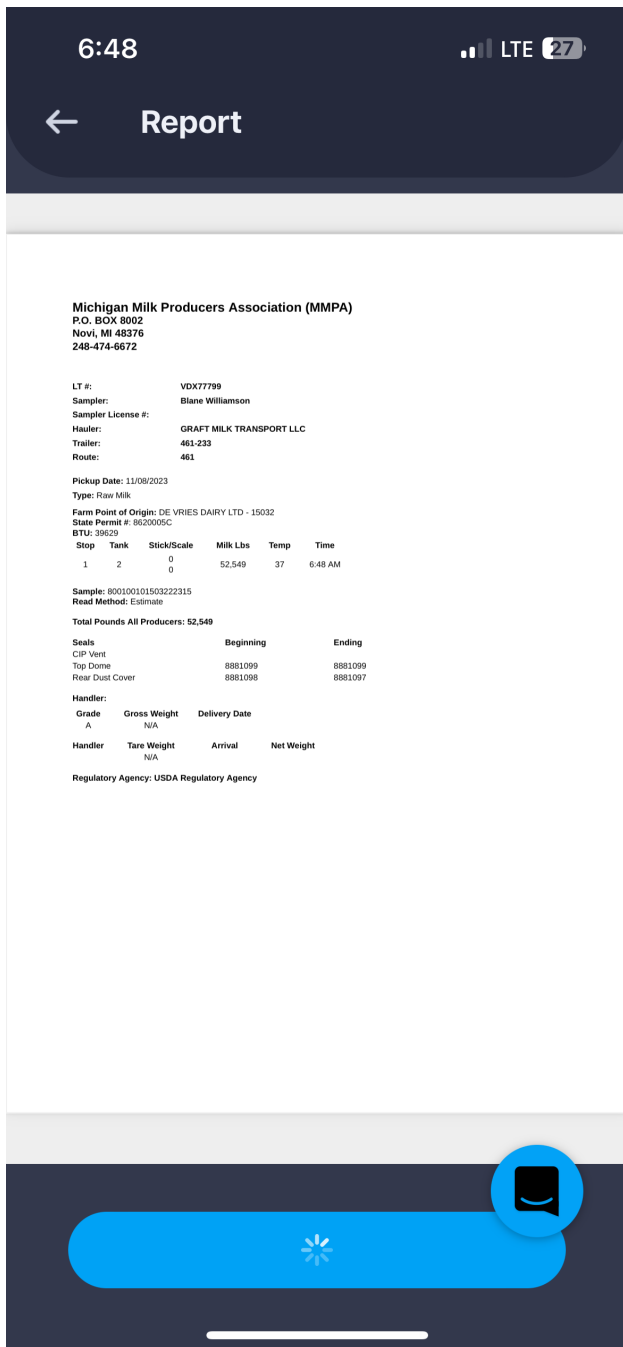 6:48 LTE 27
Report
Michigan Milk Producers Association (MMPA)
P.O. BOX 8002
Novi, MI 48376
248-474-6672
LT #: VDX77799
Sampler: Blane Williamson
Sampler License #:
Hauler: GRAFT MILK TRANSPORT LLC
Trailer: 461-233
Route: 461
Pickup Date: 11/08/2023
Type: Raw Milk
Farm Point of Origin: DE VRIES DAIRY LTD - 15032
State Permit #: 8620005C
BTU: 39629
Stop Tank Stick/Scale Milk Lbs Temp Time
1 2 0 52,549 37 6:48 AM
0
Sample: 800100101503222315
Read Method: Estimate
Total Pounds All Producers: 52,549
Seals Beginning Ending
CIP Vent
Top Dome 8881099 8881099
Rear Dust Cover 8881098 8881097
Handler:
Grade Gross Weight Delivery Date
A N/A
Handler Tare Weight Arrival Net Weight
N/A
Regulatory Agency: USDA Regulatory Agency